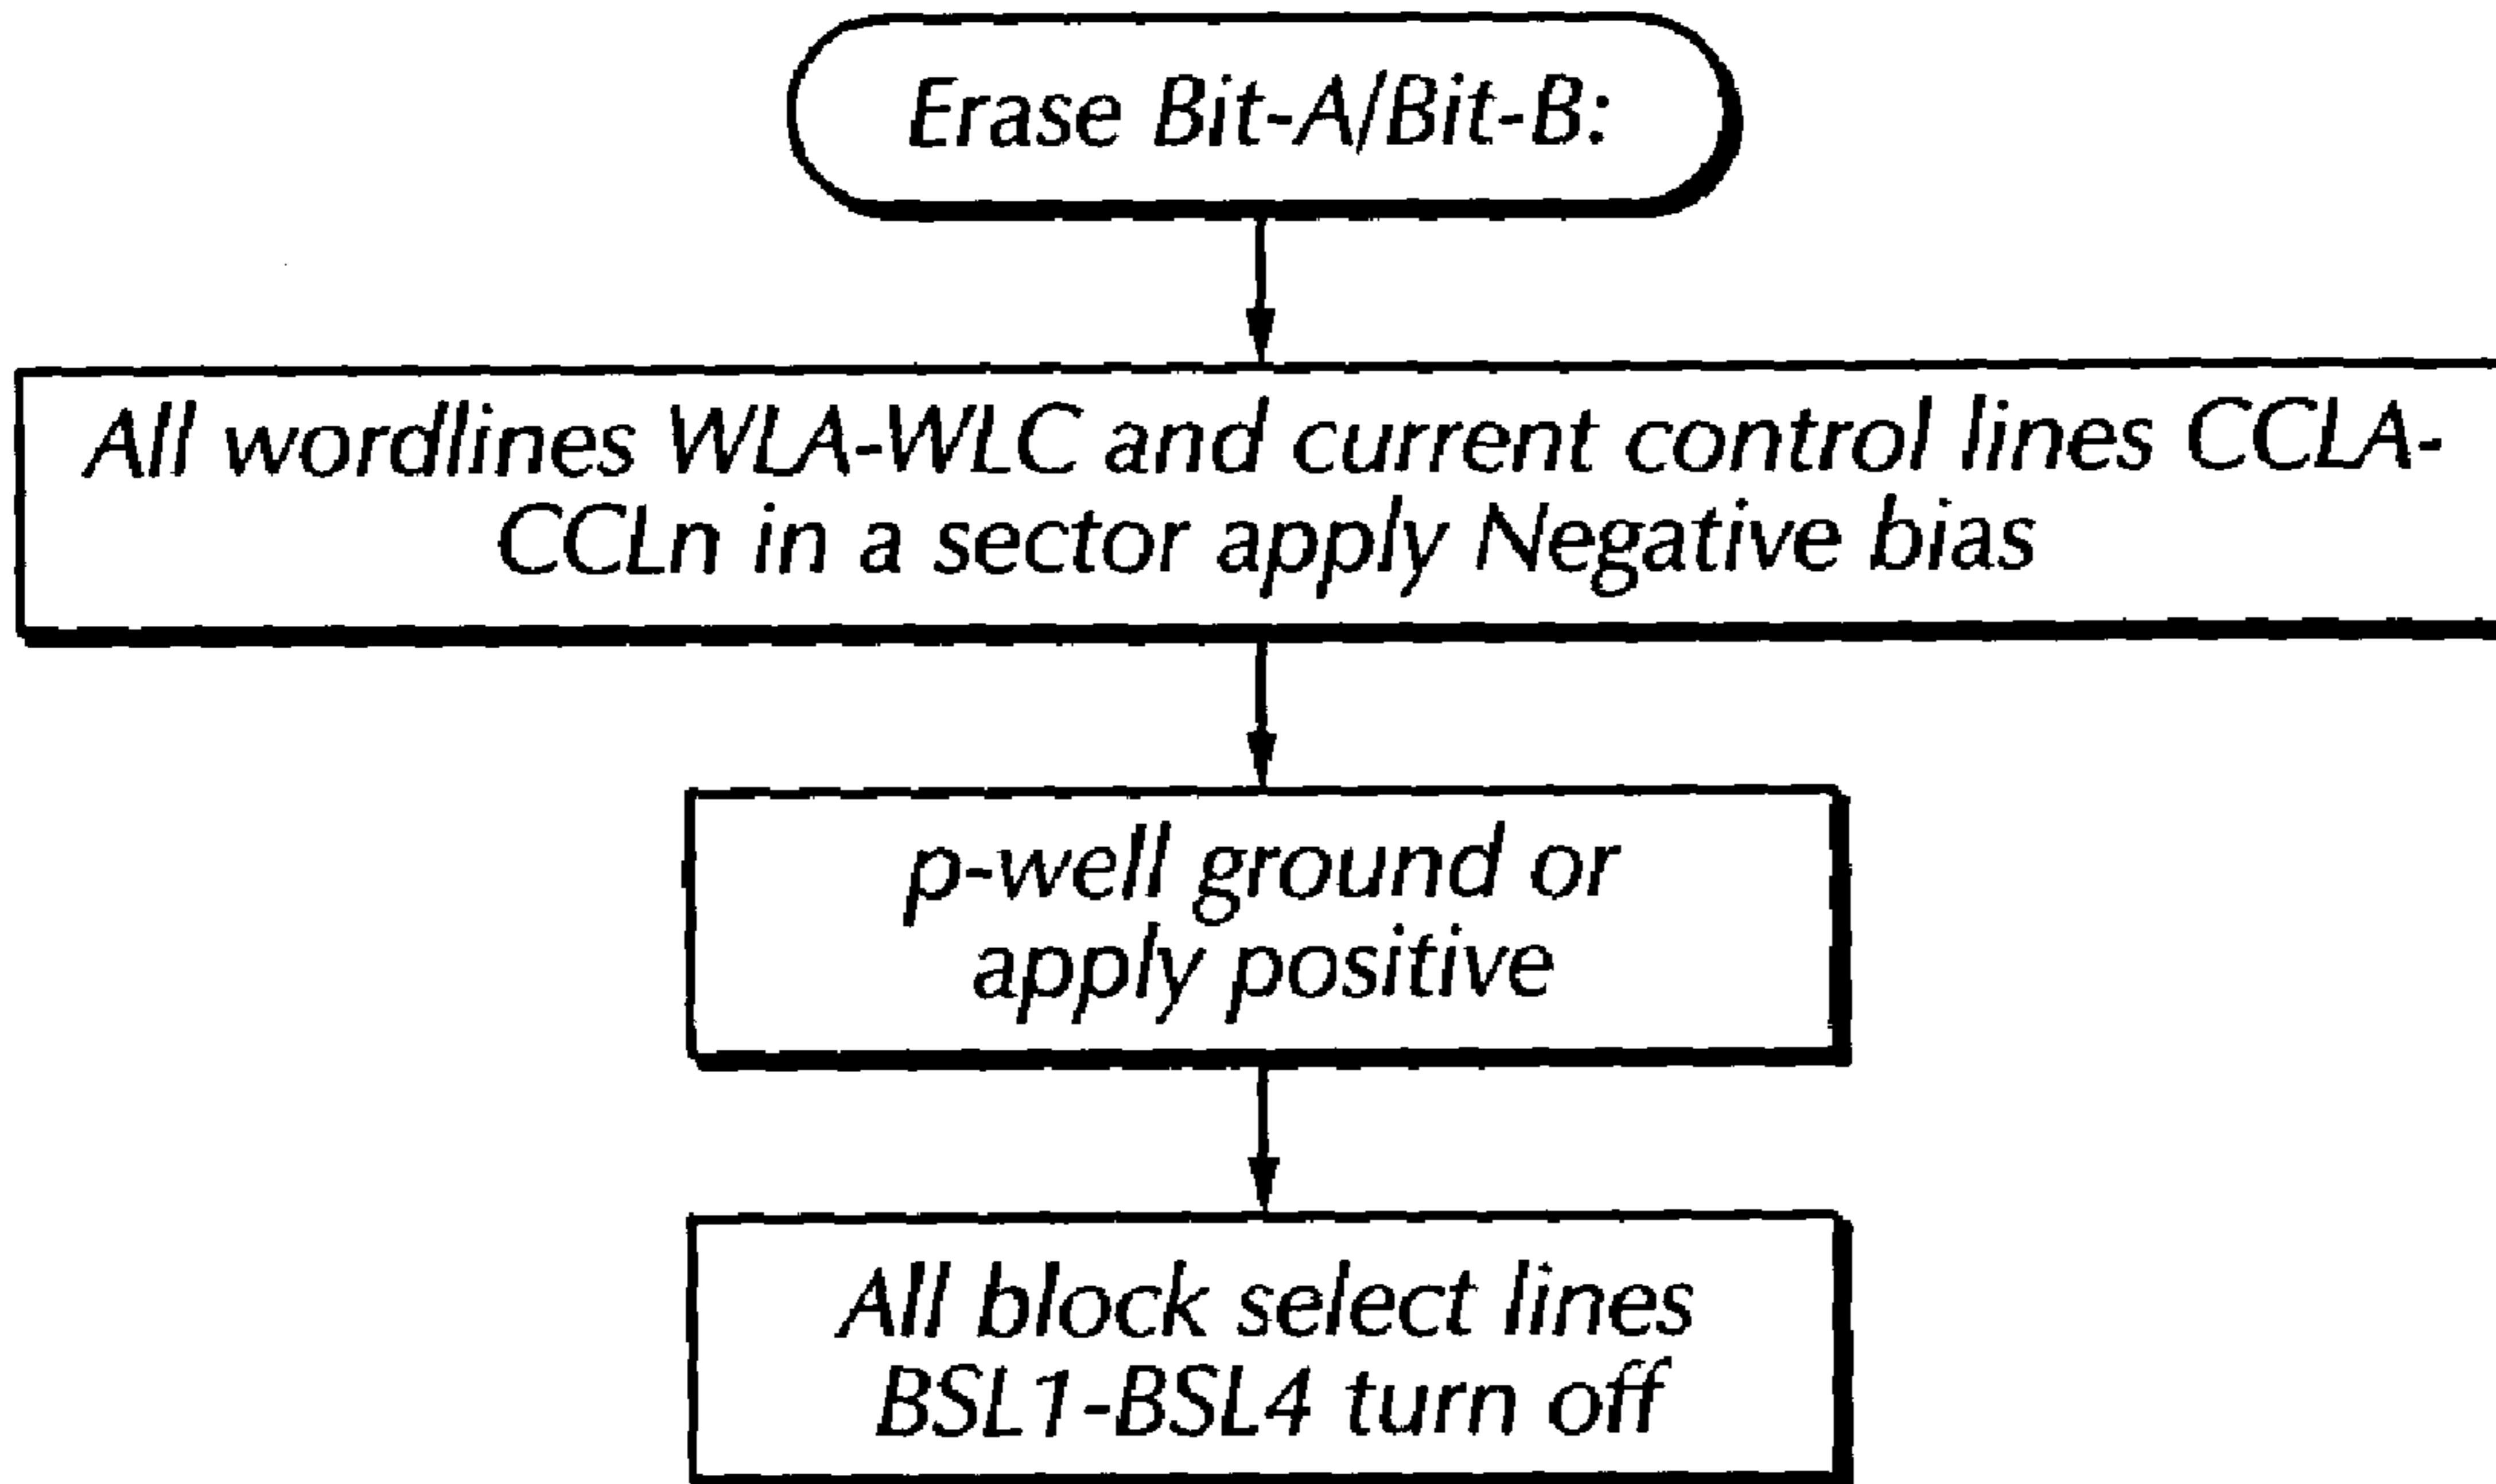 Erase Bit-A/Bit-B:
All wordlines WLA-WLC and current control lines CCLA-
CCLn in a sector apply Negative bias
p-well ground or
apply positive
All block select lines
BSL1-BSL4 turn off